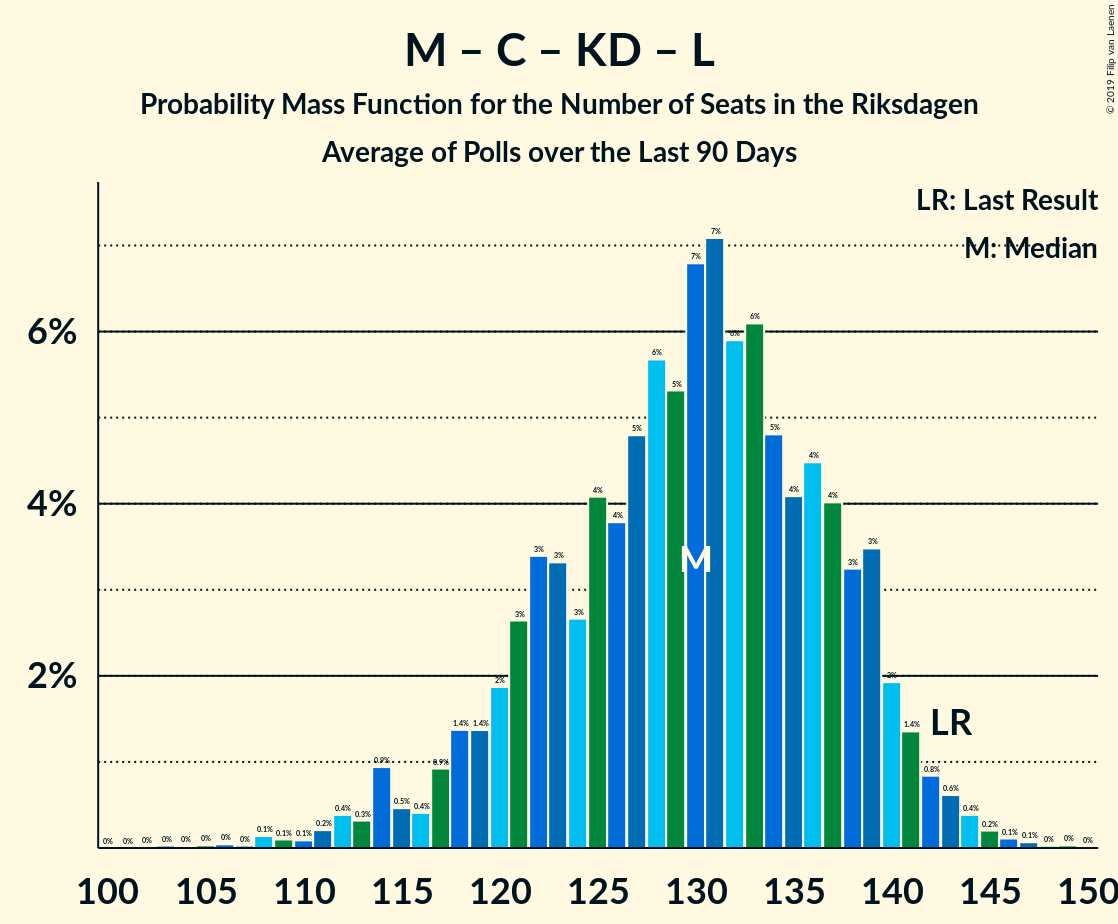 M – C – KD – L
Probability Mass Function for the Number of Seats in the Riksdagen
Average of Polls over the Last 90 Days
© 2019 Filip van Laenen
LR: Last Result
M: Median
6%
4%
2%
0% 0% 0% 0% 0% 0% 0% 0% 0.1% 0.1% 0.1% 0.2% 0.4% 0.3% 0.9% 0.5% 0.4% 0.9% 1.4% 1.4% 2% 3% 3% 3% 3% 4% 4% 5% 6% 5% 7% 7% 6% 6% 5% 4% 4% 4% 3% 3% 2% 1.4% 0.8% 0.6% 0.4% 0.2% 0.1% 0.1% 0% 0% 0%
M
LR
100 105 110 115 120 125 130 135 140 145 150